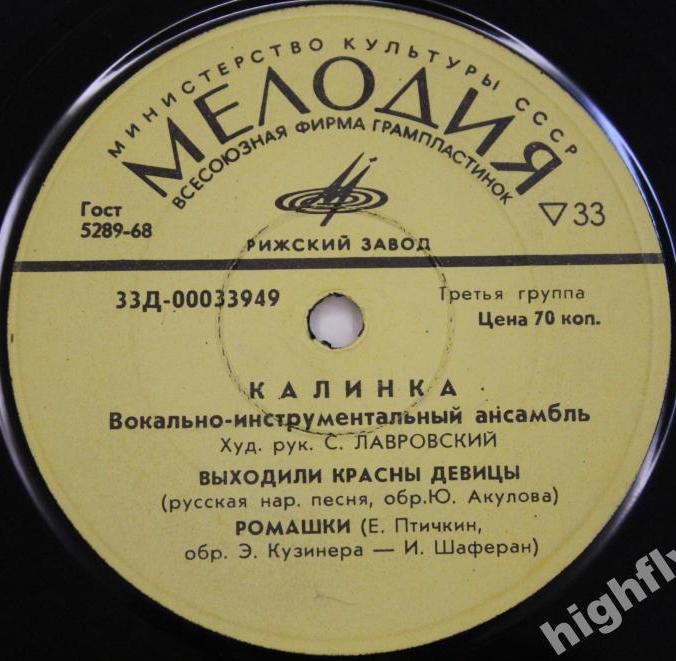 МИНИСТЕРСТВО КУЛЬТУРЫ СССР
МЕЛОДИЯ
ВСЕСОЮЗНАЯ ФИРМА ГРАМПЛАСТИНОК
Гост
5289-68
▽33
РИЖСКИЙ ЗАВОД
33Д-00033949
Третья группа
Цена 70 коп.
КАЛИНКА
Вокально-инструментальный ансамбль
Худ. рук. С. ЛАВРОВСКИЙ
ВЫХОДИЛИ КРАСНЫ ДЕВИЦЫ
(русская нар. песня, обр.Ю. Акулова)
РОМАШКИ (Е. Птичкин,
обр. Э. Кузинера — И. Шаферан)
highfly